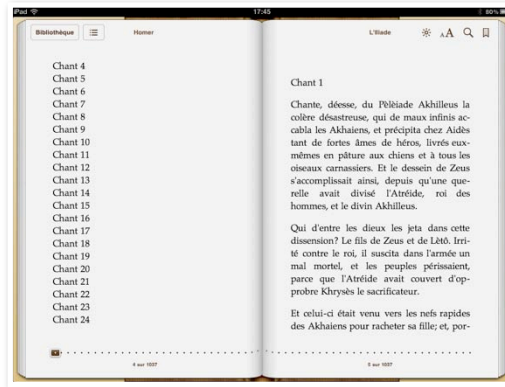 iPad
17:45
80%
Bibliothèque
Homer
L'Iliade
AA
Chant 4
Chant 5
Chant 6
Chant 7
Chant 8
Chant 9
Chant 10
Chant 11
Chant 12
Chant 13
Chant 14
Chant 15
Chant 16
Chant 17
Chant 18
Chant 19
Chant 20
Chant 21
Chant 22
Chant 23
Chant 24
4 sur 1037
Chant 1
Chante, déesse, du Pèlèiade Akhilleus la
colère désastreuse, qui de maux infinis ac-
cabla les Akhaiens, et précipita chez Aidès
tant de fortes âmes de héros, livrés eux-
mêmes en pâture aux chiens et à tous les
oiseaux carnassiers. Et le dessein de Zeus
s'accomplissait ainsi, depuis qu'une que-
relle avait divisé l'Atréide, roi des
hommes, et le divin Akhilleus.
Qui d'entre les dieux les jeta dans cette
dissension? Le fils de Zeus et de Lètô. Irri-
té contre le roi, il suscita dans l'armée un
mal mortel, et les peuples périssaient,
parce que l'Atréide avait couvert d'op-
probre Khrysès le sacrificateur.
Et celui-ci était venu vers les nefs rapides
des Akhaiens pour racheter sa fille; et, por-
5 sur 1037